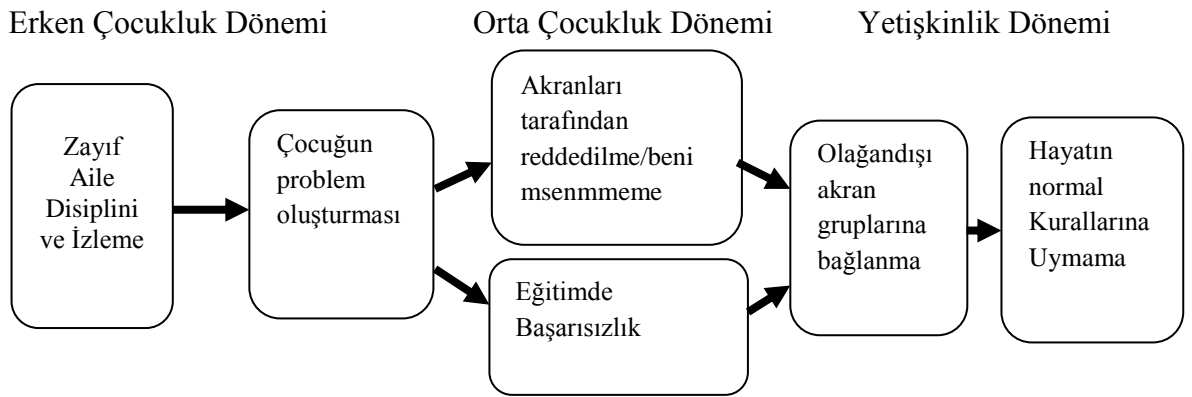 Erken Çocukluk Dönemi
Orta Çocukluk Dönemi
Yetişkinlik Dönemi
Zayıf
Aile
Disiplini
ve İzleme
Çocuğun
problem
oluşturması
Akranları
tarafından
reddedilme/beni
msenmmeme
Eğitimde
Başarısızlık
Olağandışı
akran
gruplarına
bağlanma
Hayatın
normal
Kurallarına
Uymama